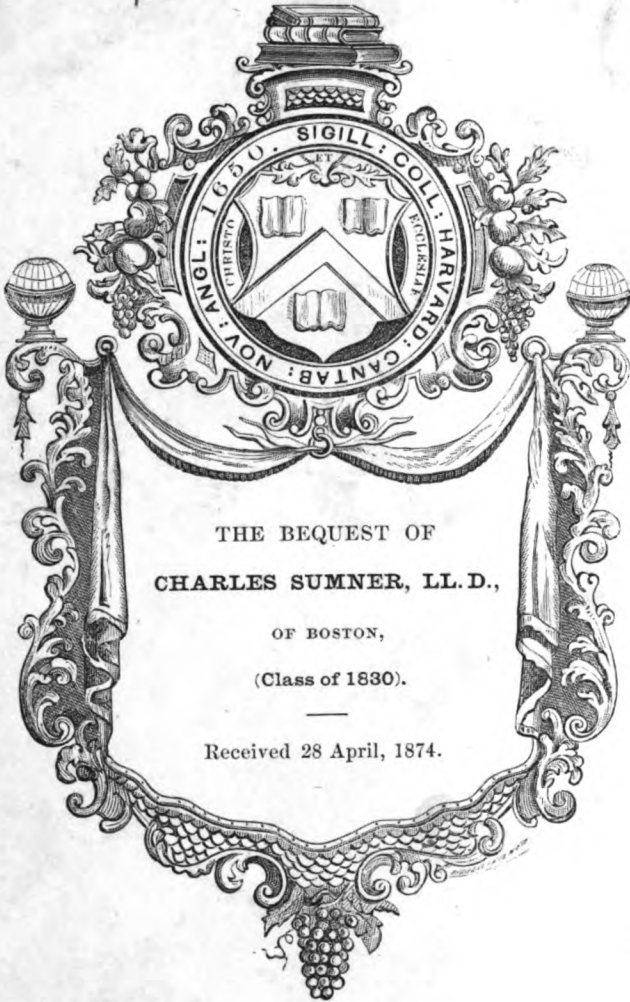 SIGILL: COLL: HARVARD: CANTAB: NOV: ANGL: 1650.
ET
CHRISTO
ECCLESIAE
THE BEQUEST OF
CHARLES SUMNER, LL.D.,
OF BOSTON,
(Class of 1830).
Received 28 April, 1874.